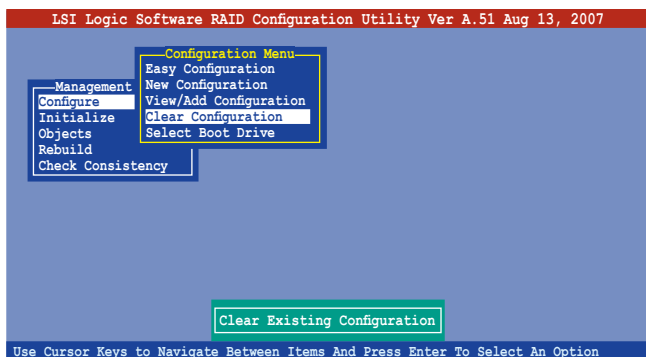 LSI Logic Software RAID Configuration Utility Ver A.51 Aug 13, 2007
Management
Configure
Initialize
Objects
Rebuild
Check Consistency
Configuration Menu
Easy Configuration
New Configuration
View/Add Configuration
Clear Configuration
Select Boot Drive
Clear Existing Configuration
Use Cursor Keys to Navigate Between Items And Press Enter To Select An Option